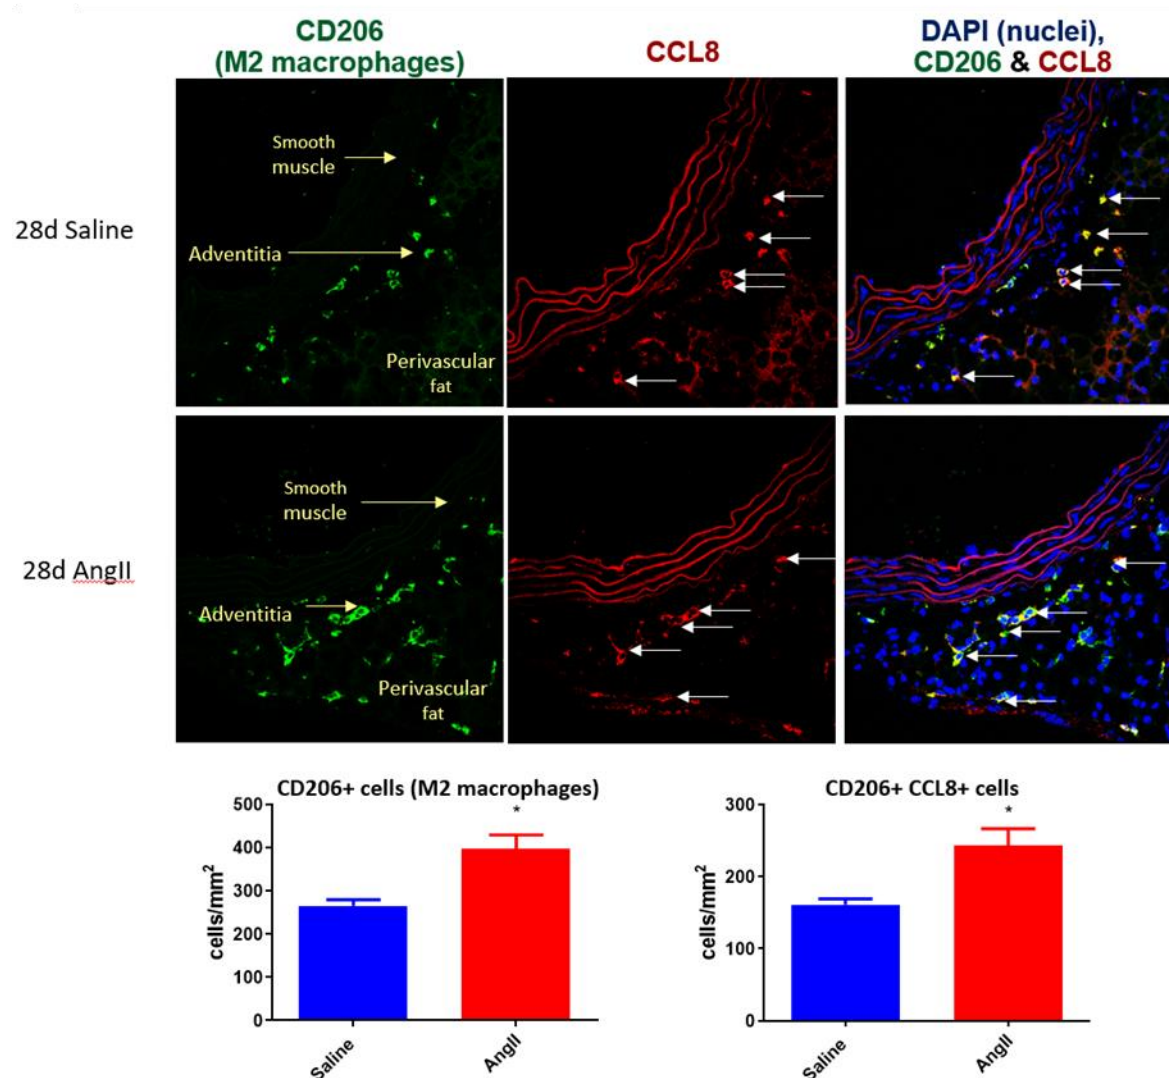 CD206
(M2 macrophages)
CCL8
DAPI (nuclei),
CD206 & CCL8
28d Saline
Smooth
muscle
Adventitia
Perivascular
fat
28d AngII
Smooth
muscle
Adventitia
Perivascular
fat
CD206+ cells (M2 macrophages)
500
400
300
200
100
0
cells/mm²
*
Saline
AngII
CD206+ CCL8+ cells
300
200
100
0
cells/mm²
*
Saline
AngII